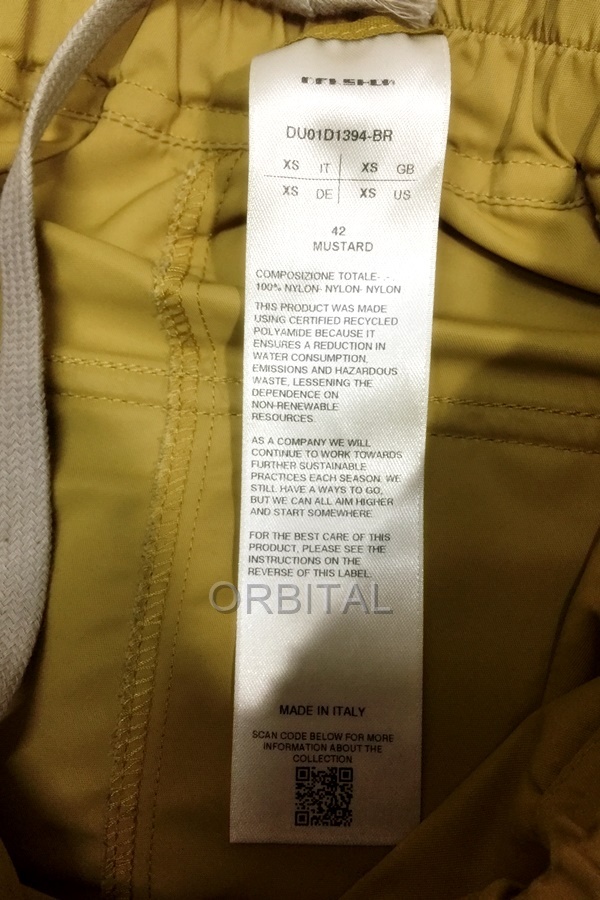 DU01D1394-BR
XS IT XS GB
XS DE XS US
42
MUSTARD
COMPOSIZIONE TOTALE- -
100% NYLON- NYLON- NYLON
THIS PRODUCT WAS MADE
USING CERTIFIED RECYCLED
POLYAMIDE BECAUSE IT
ENSURES A REDUCTION IN
WATER CONSUMPTION,
EMISSIONS AND HAZARDOUS
WASTE, LESSENING THE
DEPENDENCE ON
NON-RENEWABLE
RESOURCES.
AS A COMPANY WE WILL
CONTINUE TO WORK TOWARDS
FURTHER SUSTAINABLE
PRACTICES EACH SEASON. WE
STILL HAVE A WAYS TO GO,
BUT WE CAN ALL AIM HIGHER
AND START SOMEWHERE.
FOR THE BEST CARE OF THIS
PRODUCT, PLEASE SEE THE
INSTRUCTIONS ON THE
REVERSE OF THIS LABEL.
ORBITAL
MADE IN ITALY
SCAN CODE BELOW FOR MORE
INFORMATION ABOUT THE
COLLECTION